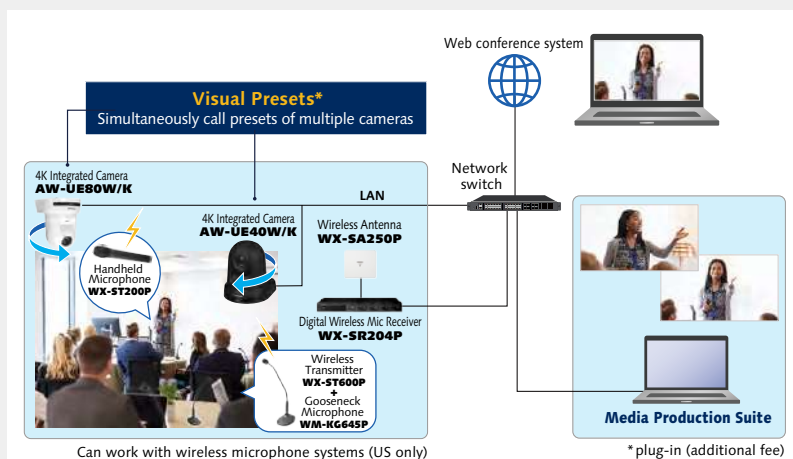 Web conference system
Visual Presets*
Simultaneously call presets of multiple cameras
Network
switch
4K Integrated Camera
AW-UE80W/K
LAN
4K Integrated Camera
AW-UE40W/K
Wireless Antenna
WX-SA250P
Handheld
Microphone
WX-ST200P
Digital Wireless Mic Receiver
WX-SR204P
Wireless
Transmitter
WX-ST600P
+
Gooseneck
Microphone
WM-KG645P
Media Production Suite
Can work with wireless microphone systems (US only)
*plug-in (additional fee)